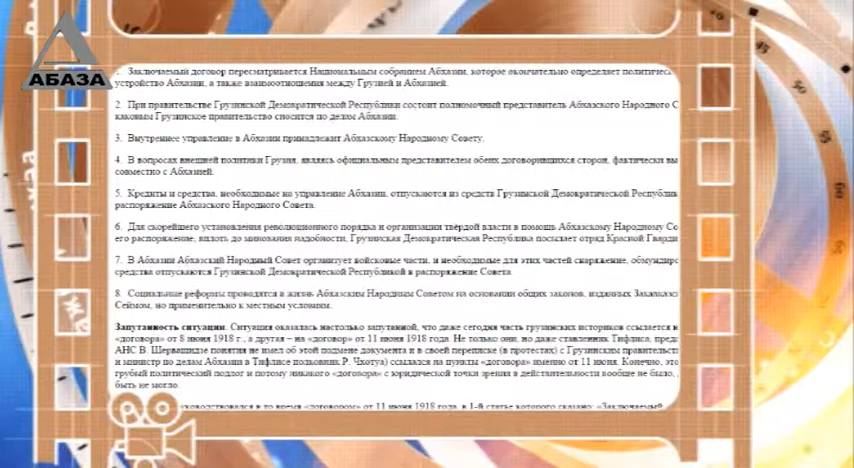 АБАЗА
1. Заключаемый договор пересматривается Национальным собранием Абхазии, которое окончательно определяет политичес
устройство Абхазии, а также взаимоотношения между Грузией и Абхазией.
2. При правительстве Грузинской Демократической Республики состоит полномочный представитель Абхазского Народного С
каковым Грузинское правительство сносится по делам Абхазии.
3. Внутреннее управление в Абхазии принадлежит Абхазскому Народному Совету.
4. В вопросах внешней политики Грузия, являясь официальным представителем обеих договорившихся сторон, фактически вы
совместно с Абхазией.
5. Кредиты и средства, необходимые на управление Абхазии, отпускаются из средств Грузинской Демократической Республик
распоряжение Абхазского Народного Совета.
6. Для скорейшего установления революционного порядка и организации твёрдой власти в помощь Абхазскому Народному Со
его распоряжение, вплоть до минования надобности, Грузинская Демократическая Республика посылает отряд Красной Гварди
7. В Абхазии Абхазский Народный Совет организует войсковые части, и необходимые для этих частей снаряжение, обмундиро
средства отпускаются Грузинской Демократической Республикой в распоряжение Совета.
8. Социальные реформы проводятся в жизнь Абхазским Народным Советом на основании общих законов, изданных Закавказс
Сеймом, но применительно к местным условиям.
Запутанность ситуации. Ситуация оказалась настолько запутанной, что даже сегодня часть грузинских историков ссылается н
«договора» от 8 июня 1918 г., а другая – на «договор» от 11 июня 1918 года. Не только они, но даже ставленник Тифлиса, предс
АНС В. Шервашидзе понятия не имел об этой подмене документа и в своей переписке (в протестах) с Грузинским правительст
и министр по делам Абхазии в Тифлисе полковник Р. Чхотуа) ссылался на пункты «договора» именно от 11 июня. Конечно, это
грубый политический подлог и потому никакого «договора» с юридической точки зрения в действительности вообще не было,
быть не могло.
уководствовался в то время «договором» от 11 июня 1918 года, в 1-й статье которого сказано: «Заключаемый